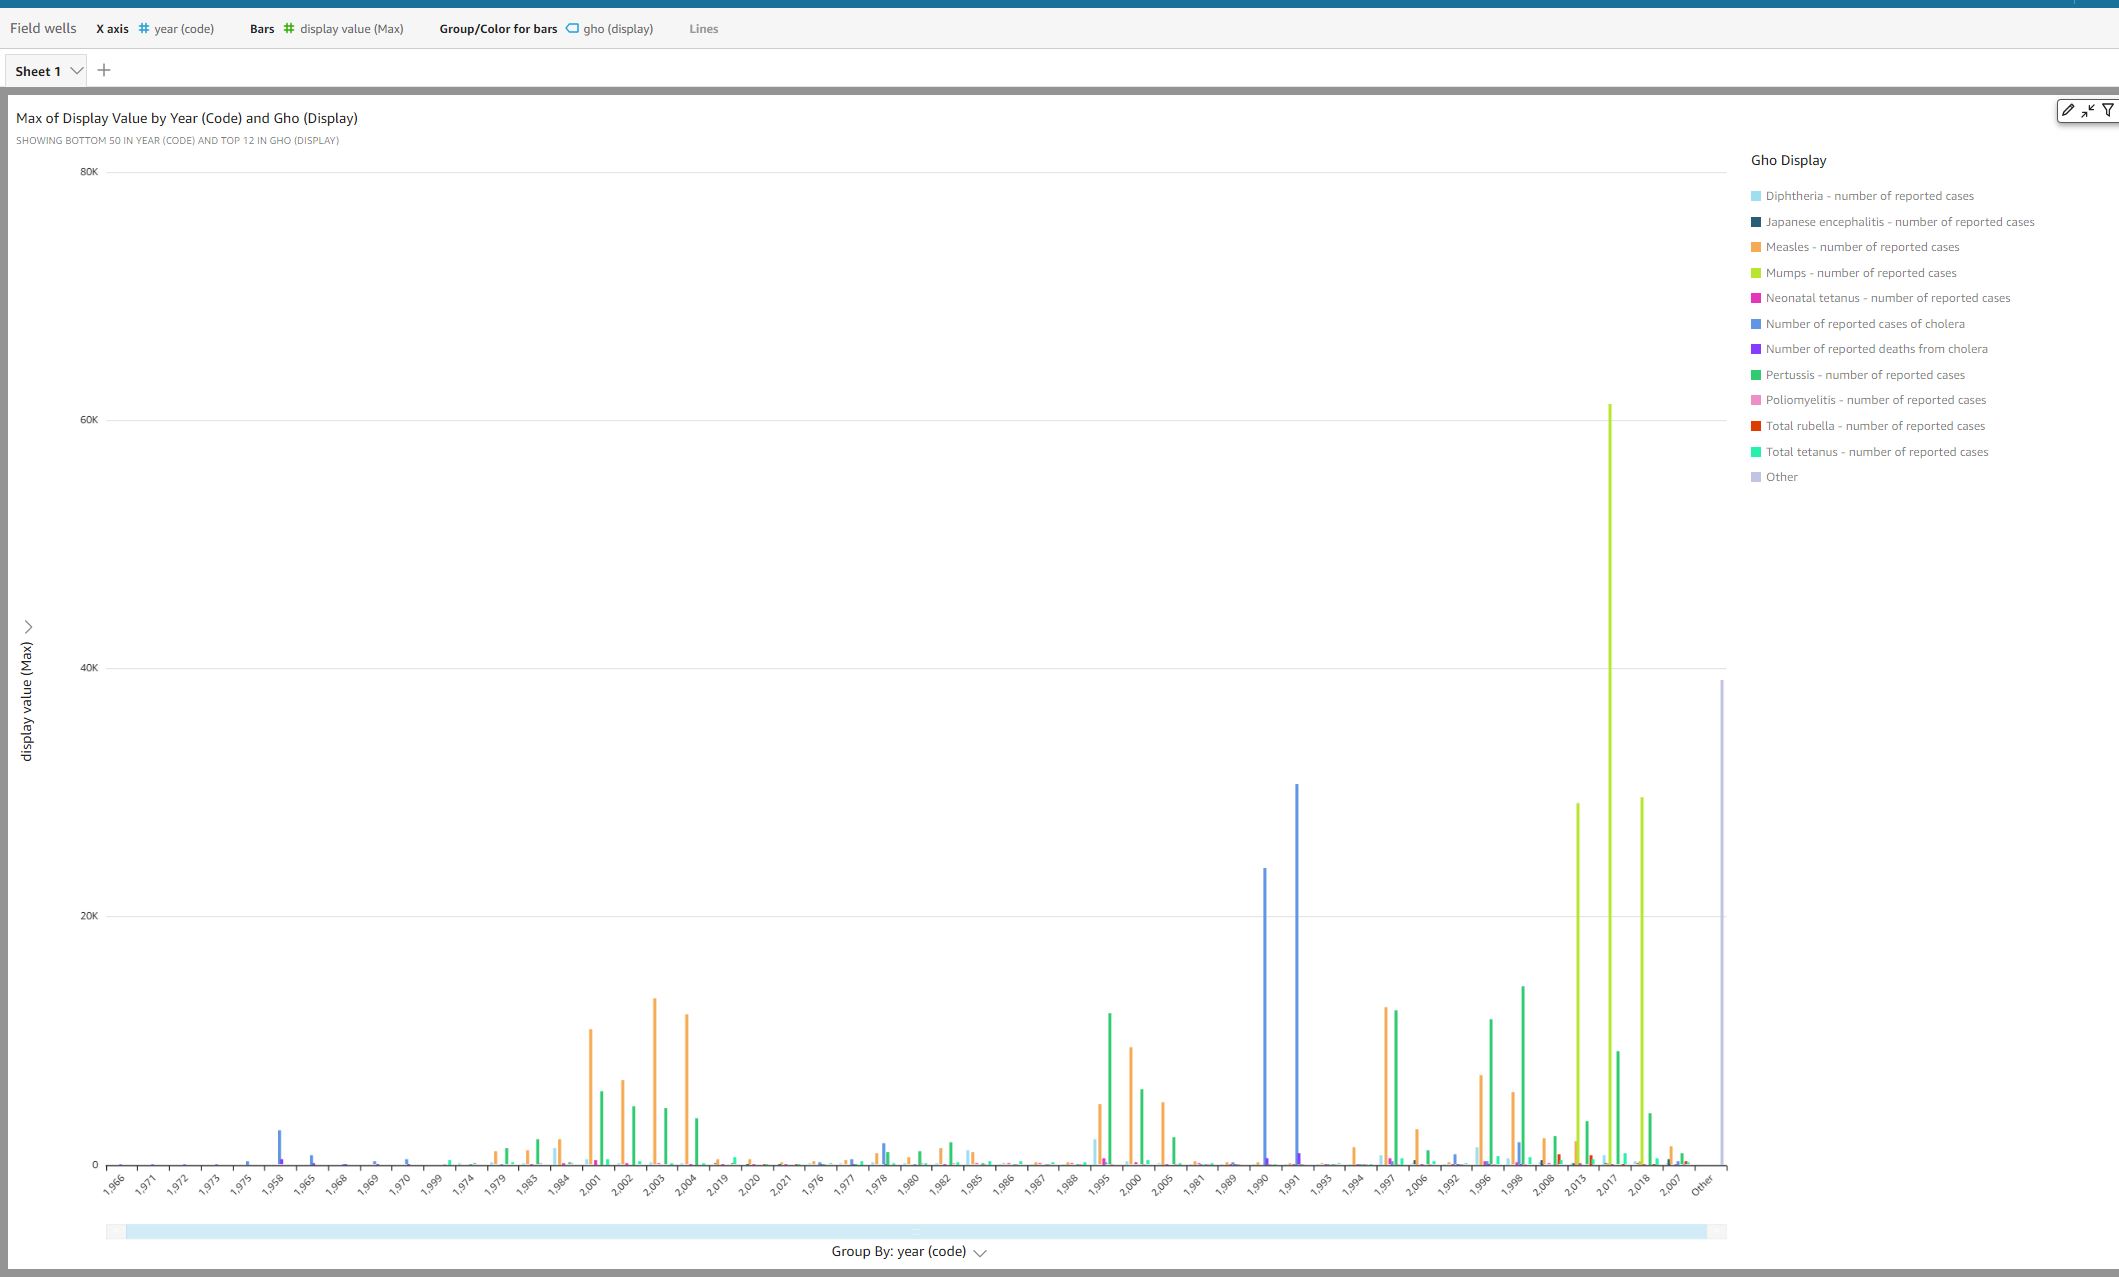 Field wells X axis # year (code) Bars # display value (Max) Group/Color for bars gho (display) Lines
Sheet 1 +
Max of Display Value by Year (Code) and Gho (Display)
SHOWING BOTTOM 50 IN YEAR (CODE) AND TOP 12 IN GHO (DISPLAY)
80K
60K
40K
20K
0
display value (Max)
1,966 1,971 1,972 1,973 1,975 1,958 1,965 1,968 1,969 1,970 1,999 1,974 1,979 1,983 1,984 2,001 2,002 2,003 2,004 2,019 2,020 2,021 1,976 1,977 1,978 1,980 1,982 1,985 1,986 1,987 1,988 1,995 2,000 2,005 1,981 1,989 1,990 1,991 1,993 1,994 1,997 2,006 1,992 1,996 1,998 2,008 2,013 2,017 2,018 2,007 Other
Group By: year (code)
Gho Display
Diphtheria - number of reported cases
Japanese encephalitis - number of reported cases
Measles - number of reported cases
Mumps - number of reported cases
Neonatal tetanus - number of reported cases
Number of reported cases of cholera
Number of reported deaths from cholera
Pertussis - number of reported cases
Poliomyelitis - number of reported cases
Total rubella - number of reported cases
Total tetanus - number of reported cases
Other